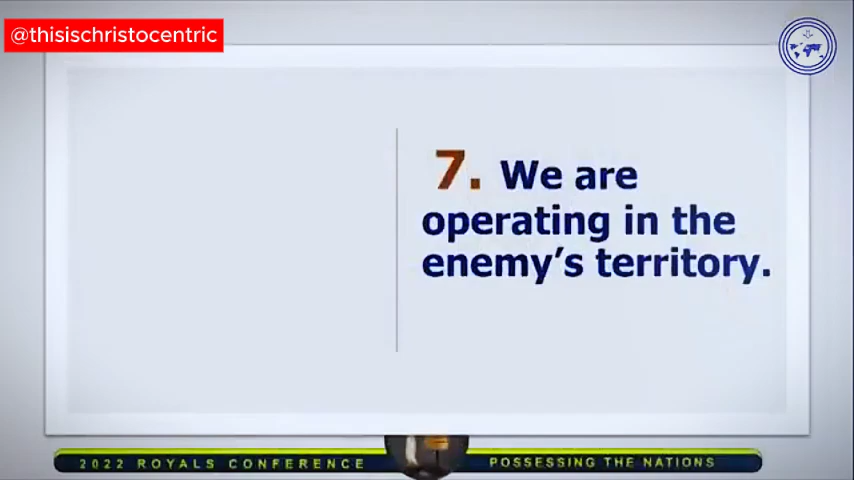 @thisischristocentric
7. We are
operating in the
enemy's territory.
2022 ROYALS CONFERENCE
POSSESSING THE NATIONS